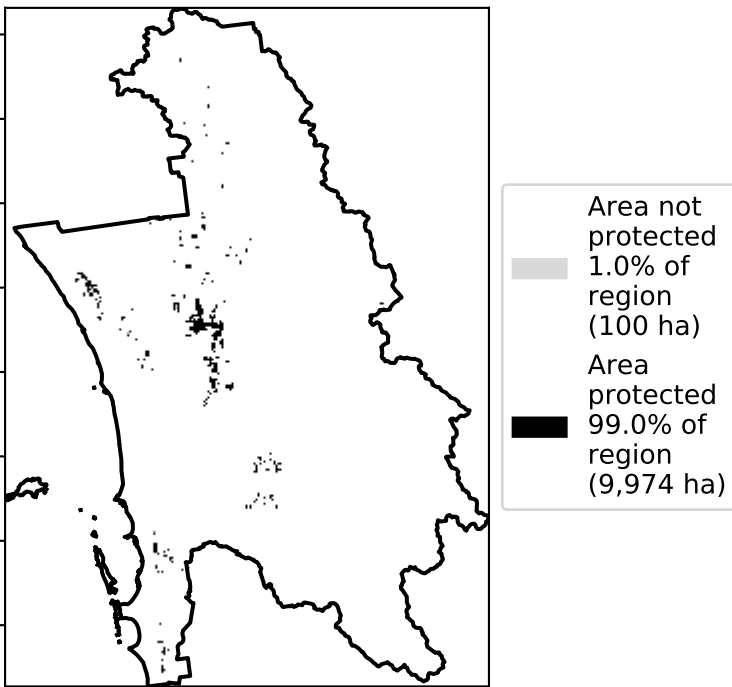 Area not
protected
1.0% of
region
(100 ha)
Area
protected
99.0% of
region
(9,974 ha)